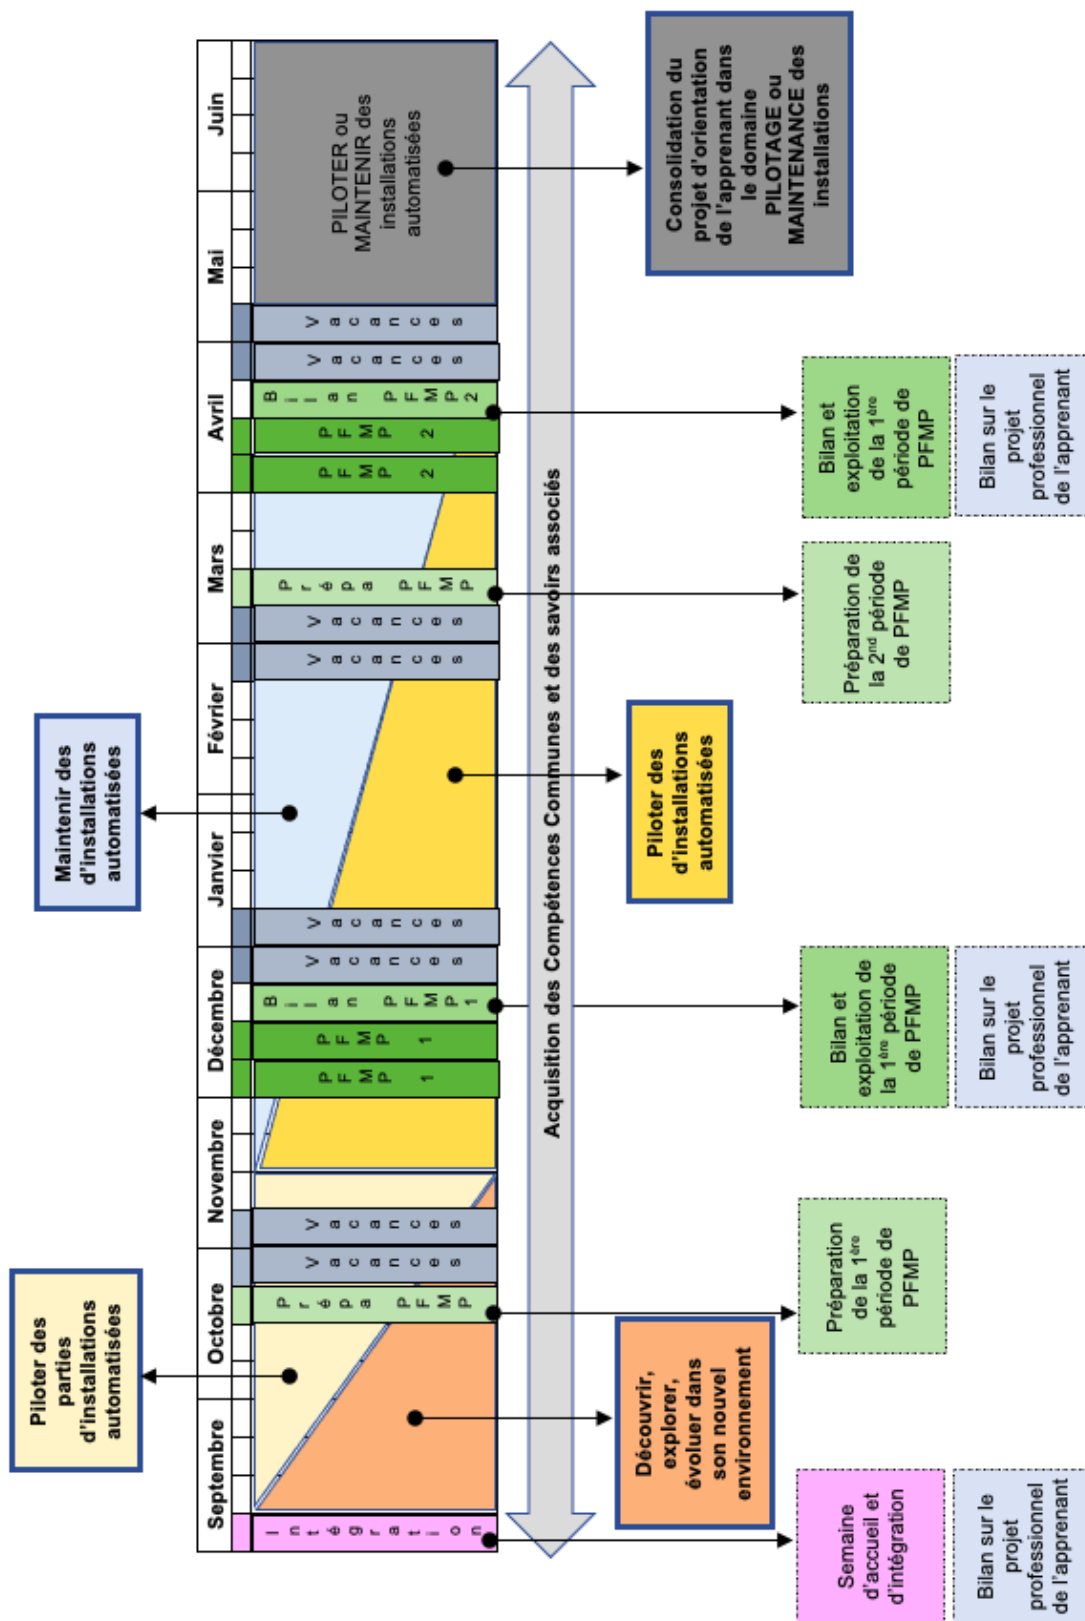 Piloter des
parties
d'installations
automatisées
Maintenir des
d'installations
automatisées
Septembre
Octobre
Novembre
Décembre
Janvier
Février
Mars
Avril
Mai
Juin
Intégration
Prépa PFMP
Vacances
Vacances
PFMP 1
PFMP 1
Bilan PFMP1
Vacances
Vacances
Vacances
Vacances
Prépa PFMP
PFMP 2
PFMP 2
Bilan PFMP2
Vacances
Vacances
PILOTER ou
MAINTENIR des
installations
automatisées
Acquisition des Compétences Communes et des savoirs associés
Découvrir,
explorer,
évoluer dans
son nouvel
environnement
Piloter des
d'installations
automatisées
Consolidation du
projet d'orientation
de l'apprenant dans
le domaine
PILOTAGE ou
MAINTENANCE des
installations
Semaine
d'accueil et
d'intégration
Préparation
de la 1ère
période de
PFMP
Bilan et
exploitation de
la 1ère période
de PFMP
Préparation de
la 2nd période
de PFMP
Bilan et
exploitation
de la 1ère
période de
PFMP
Bilan sur le
projet
professionnel
de l'apprenant
Bilan sur le
projet
professionnel
de l'apprenant
Bilan sur le
projet
professionnel
de l'apprenant